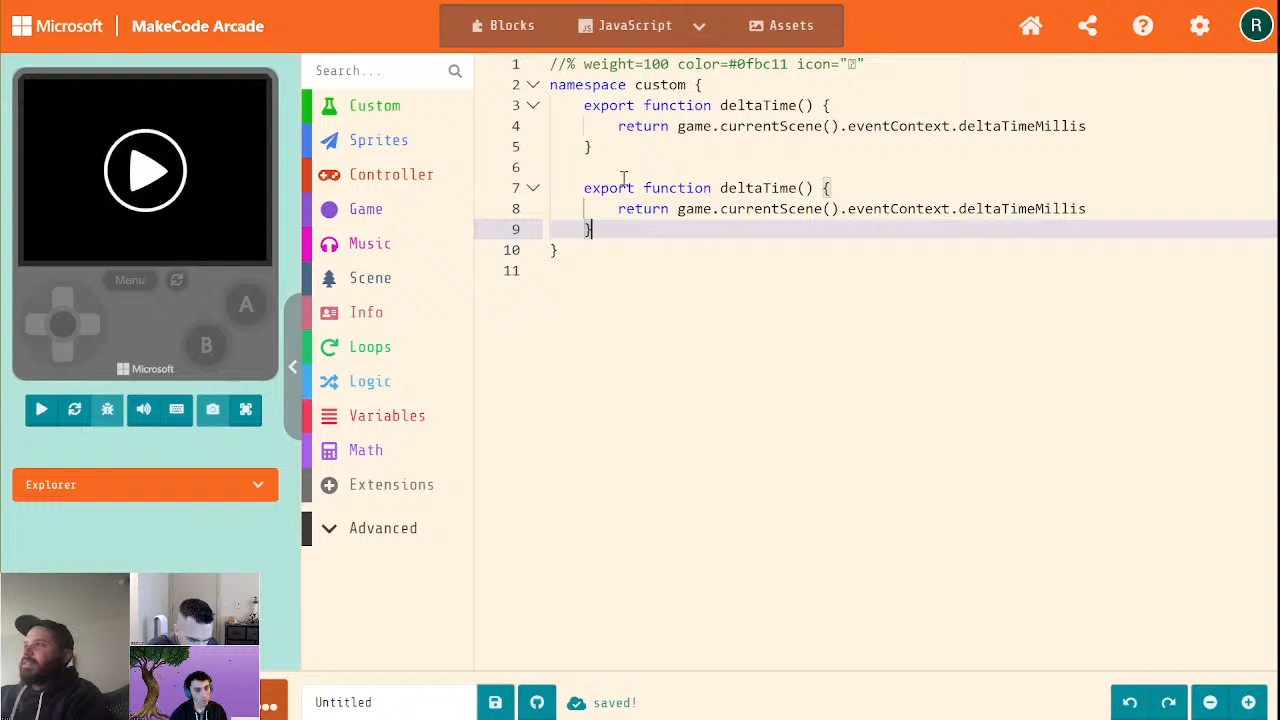 Microsoft | MakeCode Arcade
Blocks
JavaScript
Assets
R
Menu
A
B
Microsoft
Explorer
Search...
Custom
Sprites
Controller
Game
Music
Scene
Info
Loops
Logic
Variables
Math
Extensions
Advanced
1 //% weight=100 color=#0fbc11 icon=""
2 namespace custom {
3 export function deltaTime() {
4 return game.currentScene().eventContext.deltaTimeMillis
5 }
6
7 export function deltaTime() {
8 return game.currentScene().eventContext.deltaTimeMillis
9 }
10 }
11
Untitled
saved!